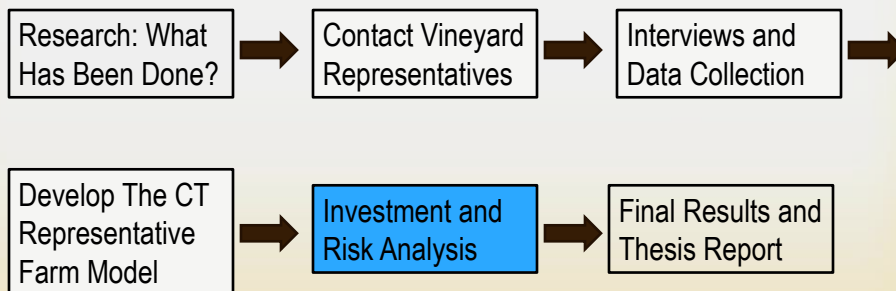 Research: What
Has Been Done?
Contact Vineyard
Representatives
Interviews and
Data Collection
Develop The CT
Representative
Farm Model
Investment and
Risk Analysis
Final Results and
Thesis Report